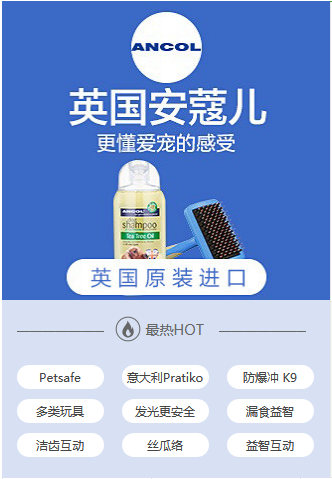 ANCOL
英国安蔻儿
更懂爱宠的感受
ANCOL
shampoo
Tea Tree Oil
英国原装进口
最热HOT
Petsafe
意大利Pratiko
防爆冲 K9
多类玩具
发光更安全
漏食益智
洁齿互动
丝瓜络
益智互动